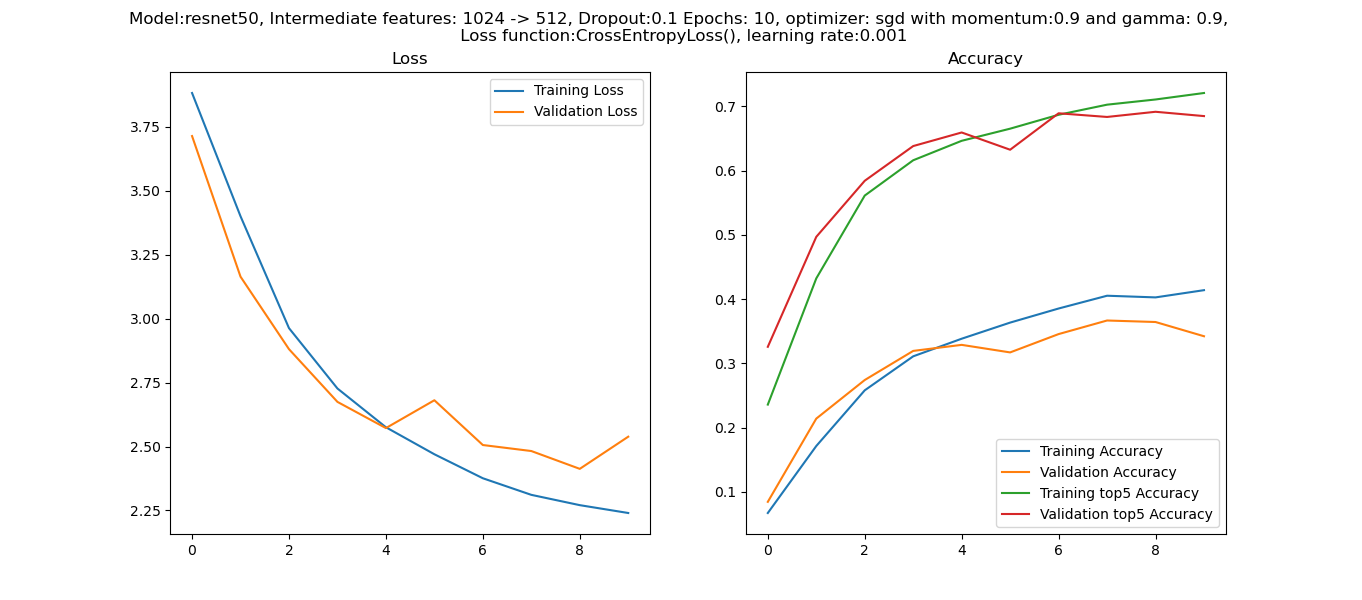 Model:resnet50, Intermediate features: 1024 -> 512, Dropout:0.1 Epochs: 10, optimizer: sgd with momentum:0.9 and gamma: 0.9,
Loss function:CrossEntropyLoss(), learning rate:0.001
Loss
Training Loss
Validation Loss
3.75
3.50
3.25
3.00
2.75
2.50
2.25
0 2 4 6 8
Accuracy
0.7
0.6
0.5
0.4
0.3
0.2
0.1
Training Accuracy
Validation Accuracy
Training top5 Accuracy
Validation top5 Accuracy
0 2 4 6 8